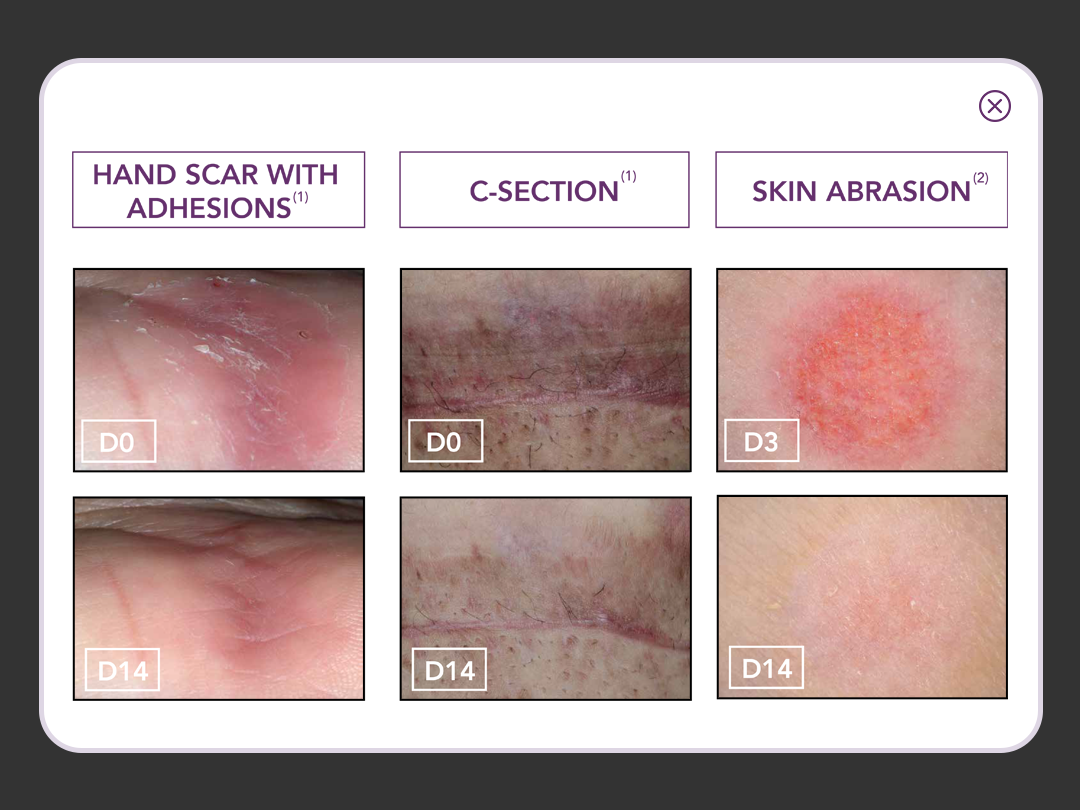 HAND SCAR WITH
ADHESIONS(1)
C-SECTION(1)
SKIN ABRASION(2)
D0
D0
D3
D14
D14
D14